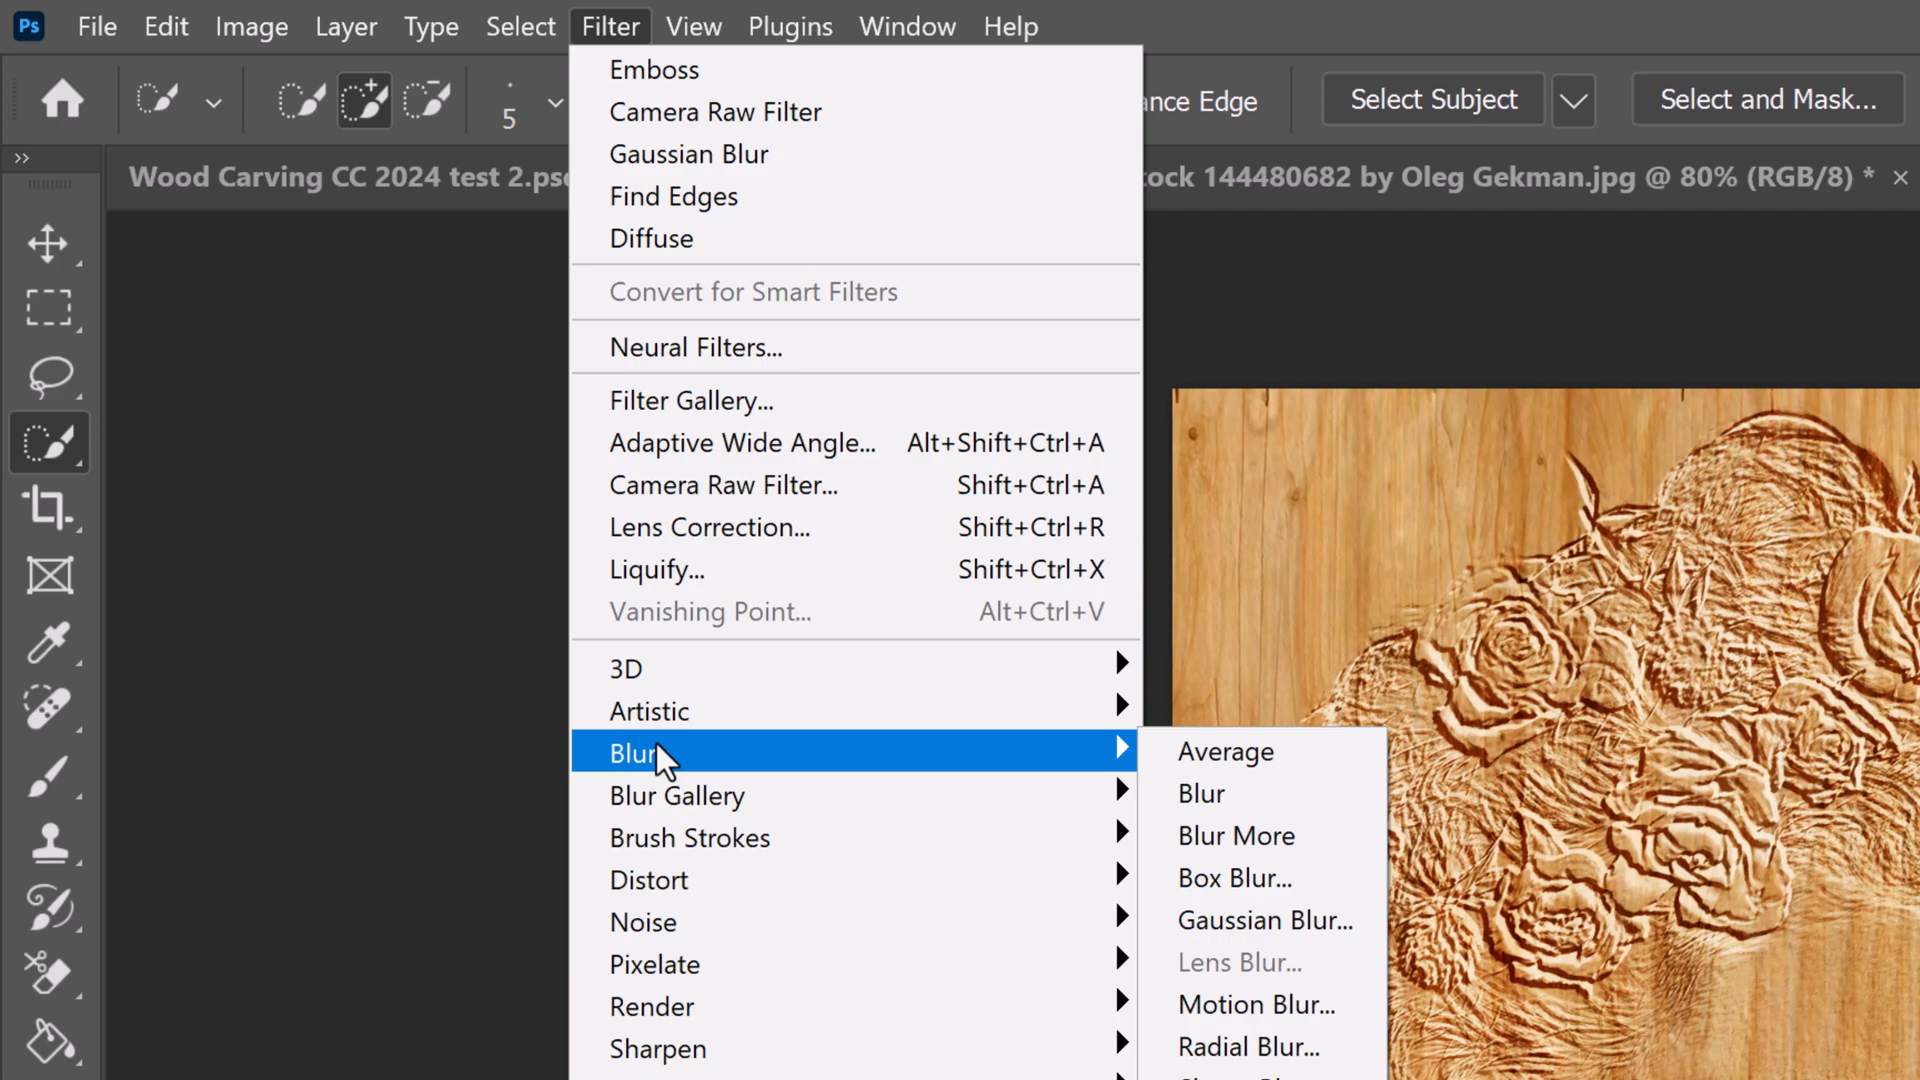 Ps File Edit Image Layer Type Select Filter View Plugins Window Help
5 ance Edge Select Subject Select and Mask...
Wood Carving CC 2024 test 2.ps tock 144480682 by Oleg Gekman.jpg @ 80% (RGB/8) * ×
Emboss
Camera Raw Filter
Gaussian Blur
Find Edges
Diffuse
Convert for Smart Filters
Neural Filters...
Filter Gallery...
Adaptive Wide Angle... Alt+Shift+Ctrl+A
Camera Raw Filter... Shift+Ctrl+A
Lens Correction... Shift+Ctrl+R
Liquify... Shift+Ctrl+X
Vanishing Point... Alt+Ctrl+V
3D
Artistic
Blur
Blur Gallery
Brush Strokes
Distort
Noise
Pixelate
Render
Sharpen
Average
Blur
Blur More
Box Blur...
Gaussian Blur...
Lens Blur...
Motion Blur...
Radial Blur...